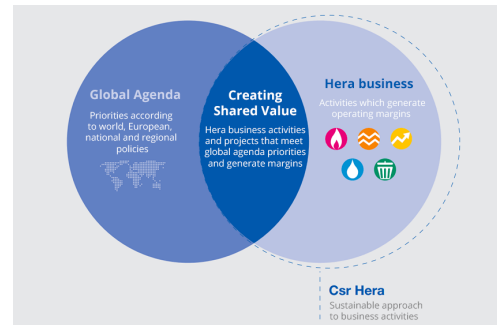 Global Agenda
Priorities according
to world, European,
national and regional
policies
Creating
Shared Value
Hera business activities
and projects that meet
global agenda priorities
and generate margins
Hera business
Activities which generate
operating margins
Csr Hera
Sustainable approach
to business activities